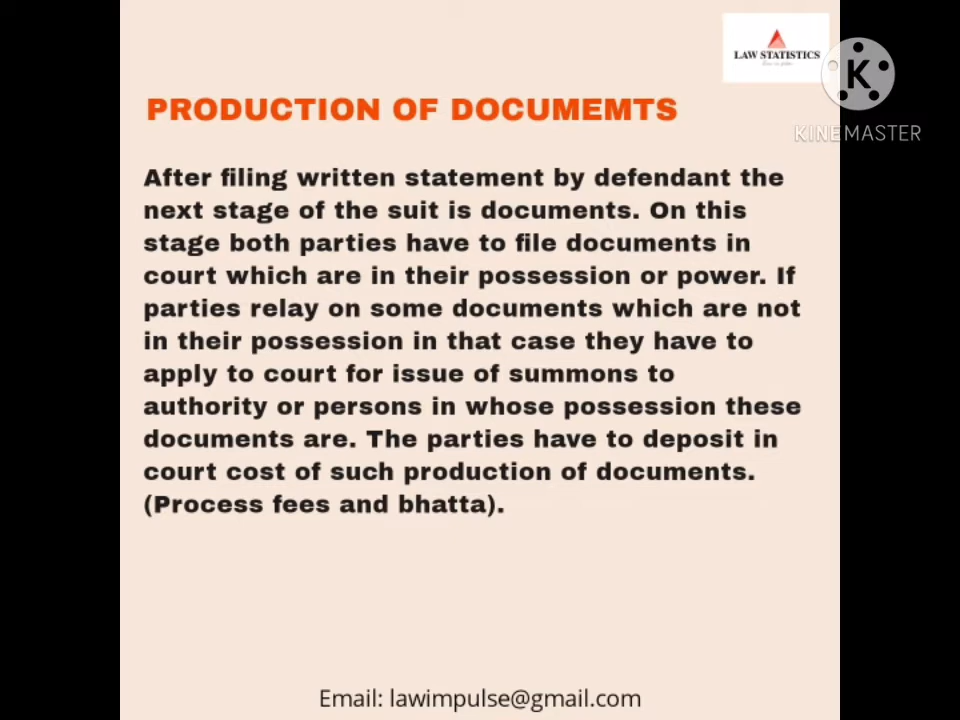 LAW STATISTICS
K
KINEMASTER
PRODUCTION OF DOCUMEMTS
After filing written statement by defendant the
next stage of the suit is documents. On this
stage both parties have to file documents in
court which are in their possession or power. If
parties relay on some documents which are not
in their possession in that case they have to
apply to court for issue of summons to
authority or persons in whose possession these
documents are. The parties have to deposit in
court cost of such production of documents.
(Process fees and bhatta).
Email: lawimpulse@gmail.com